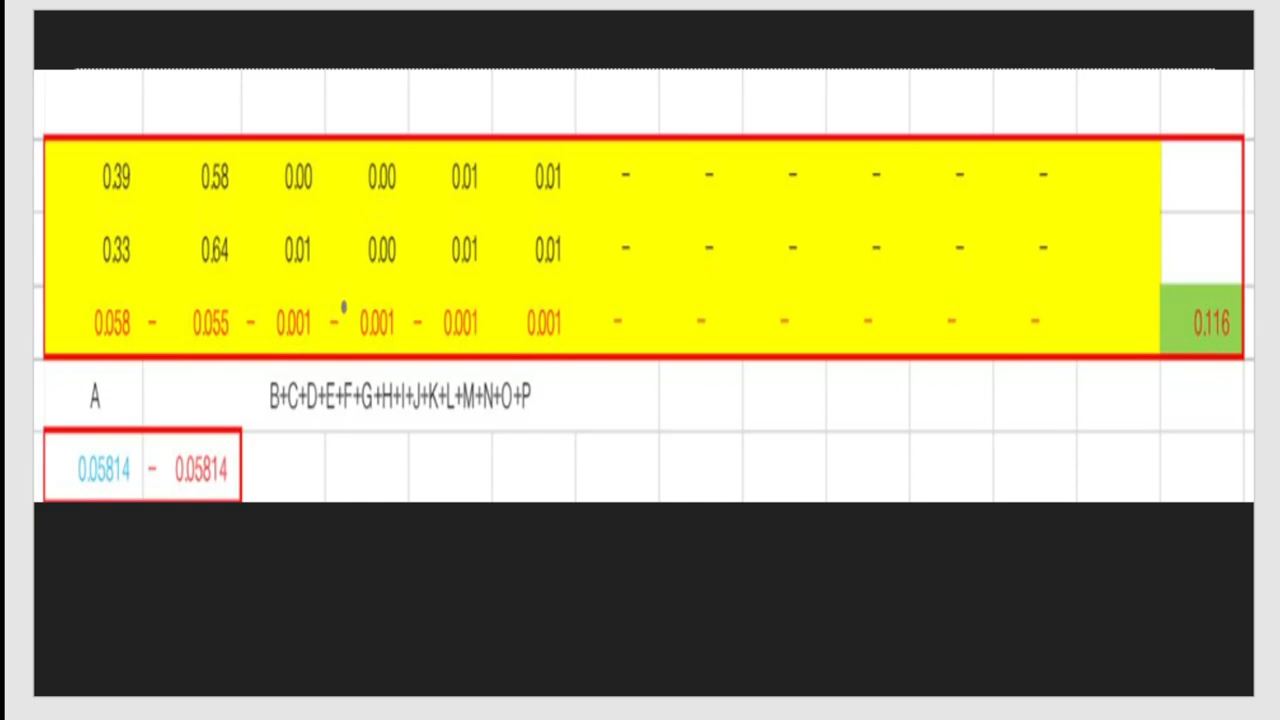 0.39 0.58 0.00 0.00 0.01 0.01 - - - - - -
0.33 0.64 0.01 0.00 0.01 0.01 - - - - - -
0.058 - 0.055 - 0.001 - 0.001 - 0.001 0.001 - - - - - - 0.116
A B+C+D+E+F+G+H+I+J+K+L+M+N+O+P
0.05814 - 0.05814